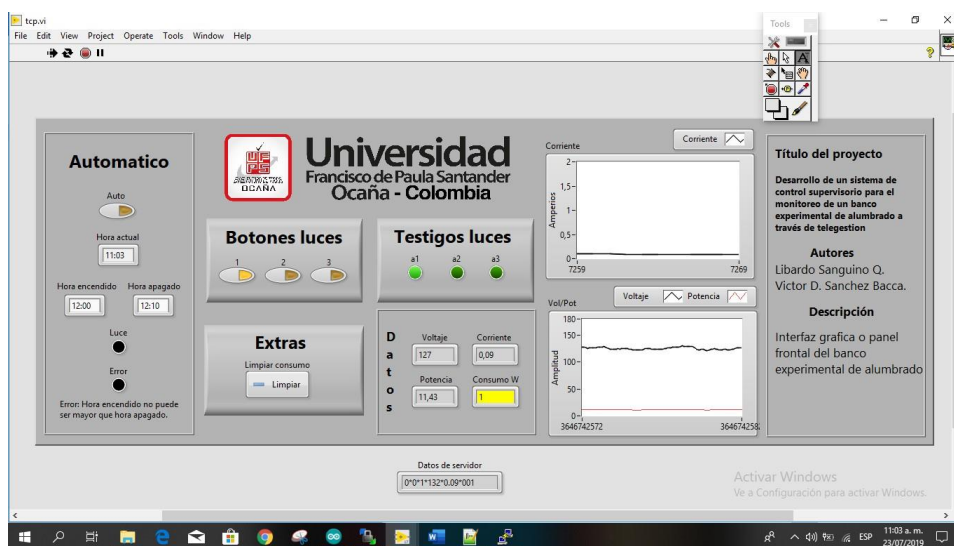 tcp.vi
File Edit View Project Operate Tools Window Help
Tools
Automatico
Auto
Hora actual
11:03
Hora encendido Hora apagado
12:00 12:10
Luce
Error
Error: Hora encendido no puede
ser mayor que hora apagado.
UFPS
OCAÑA
Universidad
Francisco de Paula Santander
Ocaña - Colombia
Botones luces
1 2 3
Testigos luces
a1 a2 a3
Extras
Limpiar consumo
Limpiar
Datos
Voltaje Corriente
127 0,09
Potencia Consumo W
11,43 1
Corriente
Corriente
Amperios
2
1,5
1
0,5
0
7259 7269
Vol/Pot
Voltaje Potencia
Amplitud
180
150
100
50
0
3646742572 364674258
Título del proyecto
Desarrollo de un sistema de
control supervisorio para el
monitoreo de un banco
experimental de alumbrado a
través de telegestion
Autores
Libardo Sanguino Q.
Victor D. Sanchez Bacca.
Descripción
Interfaz grafica o panel
frontal del banco
experimental de alumbrado
Datos de servidor
0*0*1*132*0.09*001
Activar Windows
Ve a Configuración para activar Windows.
ESP
11:03 a. m.
23/07/2019